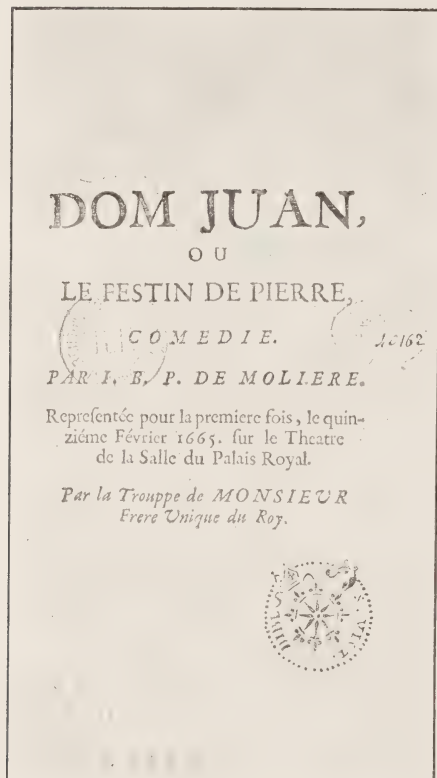 DOM JUAN,
OU
LE FESTIN DE PIERRE,
COMEDIE.
PAR I. B. P. DE MOLIERE.
Repreſentée pour la premiere fois, le quin-
ziéme Février 1665. ſur le Theatre
de la Salle du Palais Royal.
Par la Trouppe de MONSIEUR
Frere Unique du Roy.